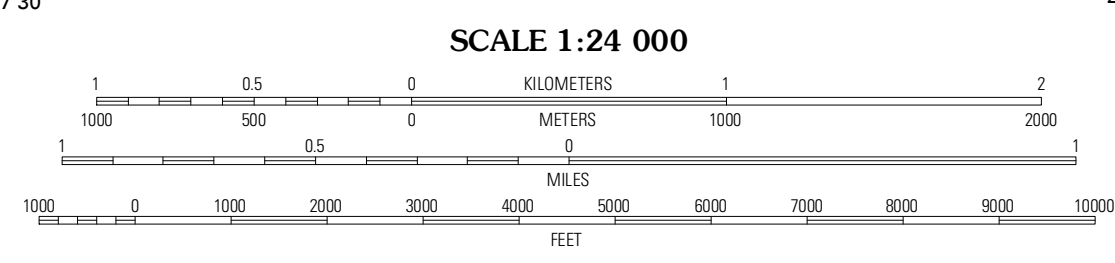 SCALE 1:24 000
1 0.5 0 KILOMETERS 1 2
1000 500 0 METERS 1000 2000
1 0.5 0 1
MILES
1000 0 1000 2000 3000 4000 5000 6000 7000 8000 9000 10000
FEET